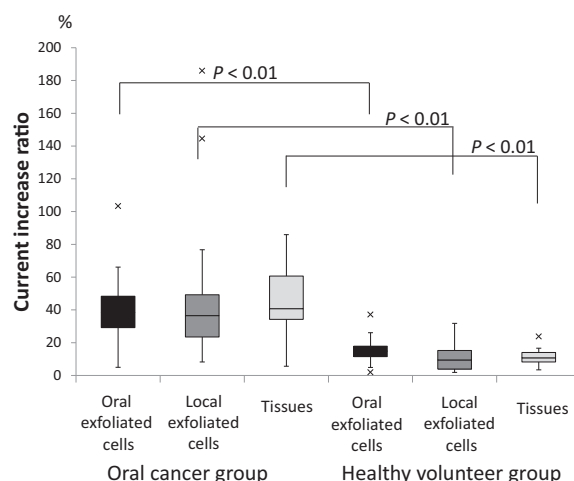 %
200
180
160
140
120
100
80
60
40
20
0
Current increase ratio
P < 0.01
P < 0.01
P < 0.01
Oral
exfoliated
cells
Local
exfoliated
cells
Tissues
Oral
exfoliated
cells
Local
exfoliated
cells
Tissues
Oral cancer group
Healthy volunteer group